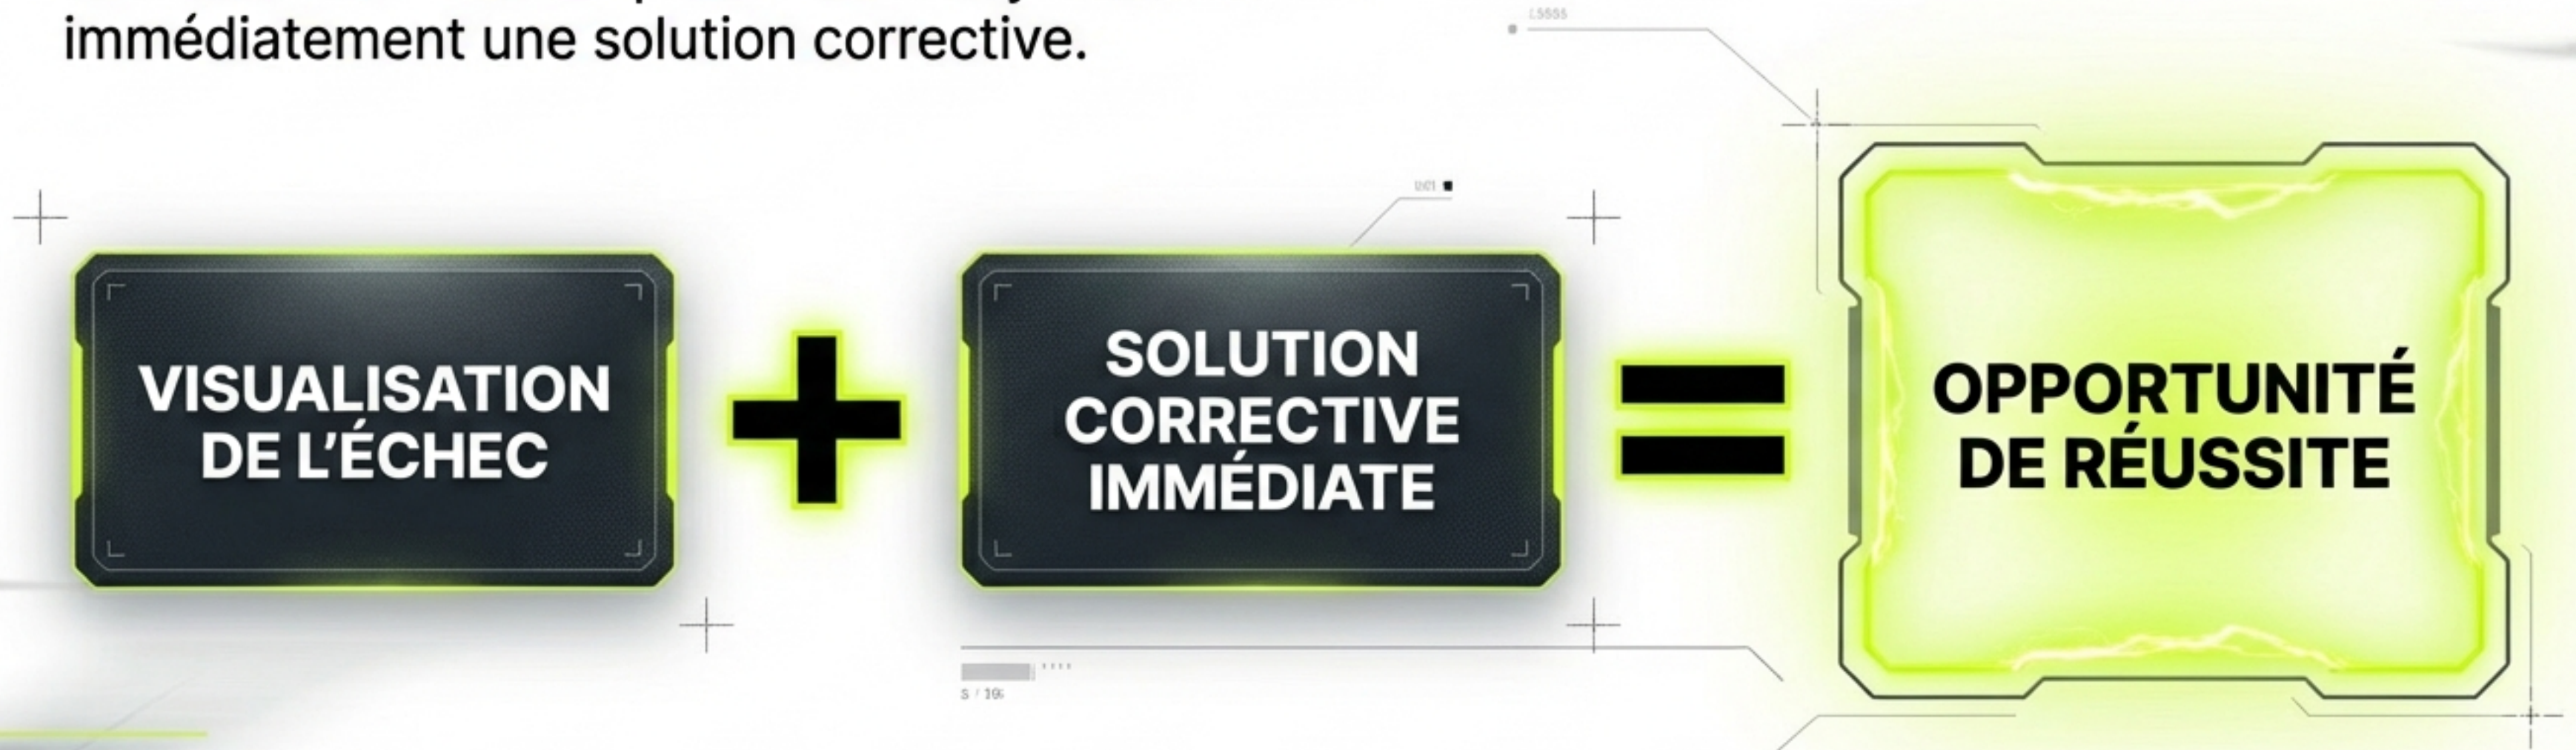 immédiatement une solution corrective.
VISUALISATION
DE L’ÉCHEC
+
SOLUTION
CORRECTIVE
IMMÉDIATE
=
OPPORTUNITÉ
DE RÉUSSITE